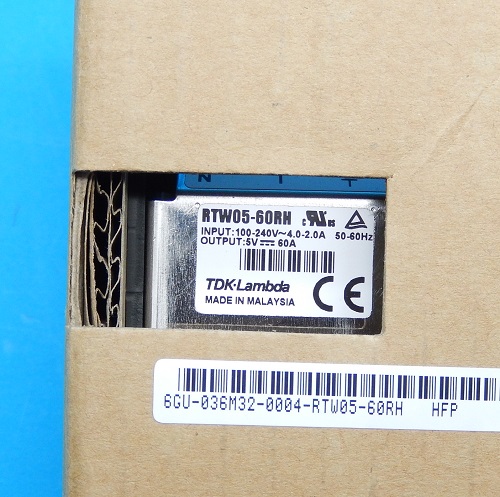 RTW05-60RH
INPUT:100-240V~4.0-2.0A 50-60Hz
OUTPUT:5V⎓ 60A
TDK-Lambda
MADE IN MALAYSIA
CE
6GU-036M32-0004-RTW05-60RH HFP